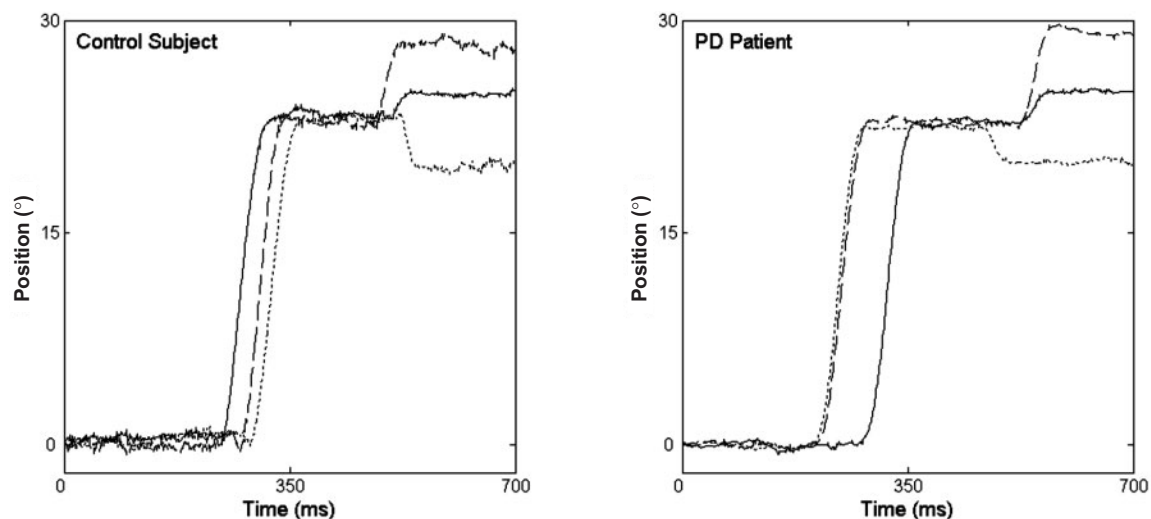 Control Subject
30
15
0
Position (°)
0
350
700
Time (ms)
PD Patient
30
15
0
Position (°)
0
350
700
Time (ms)